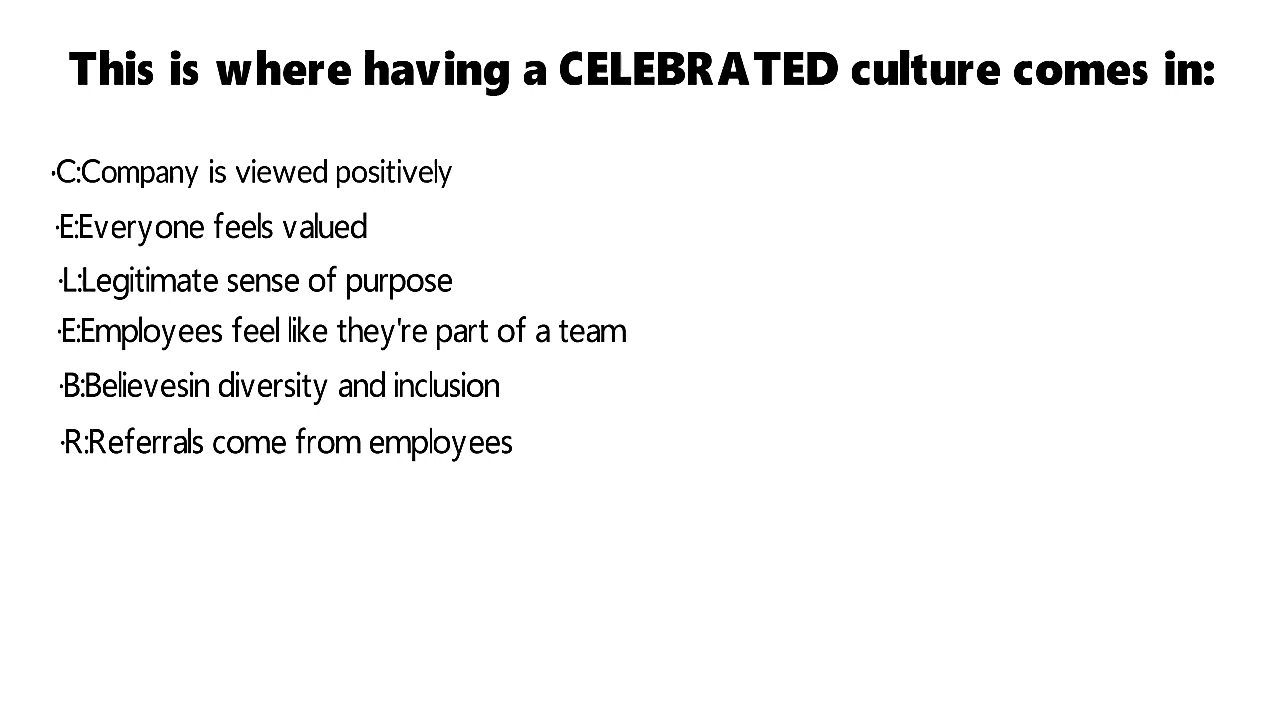 This is where having a CELEBRATED culture comes in:
·C:Company is viewed positively
·E:Everyone feels valued
·L:Legitimate sense of purpose
·E:Employees feel like they're part of a team
·B:Believesin diversity and inclusion
·R:Referrals come from employees